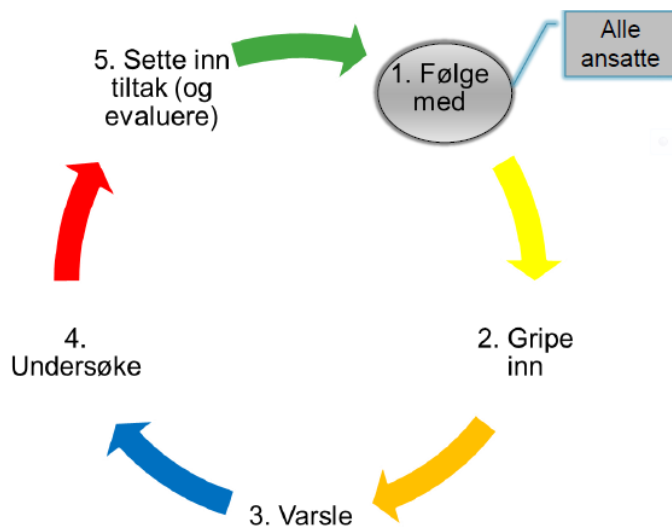 Alle
ansatte
1. Følge
med
2. Gripe
inn
3. Varsle
4.
Undersøke
5. Sette inn
tiltak (og
evaluere)